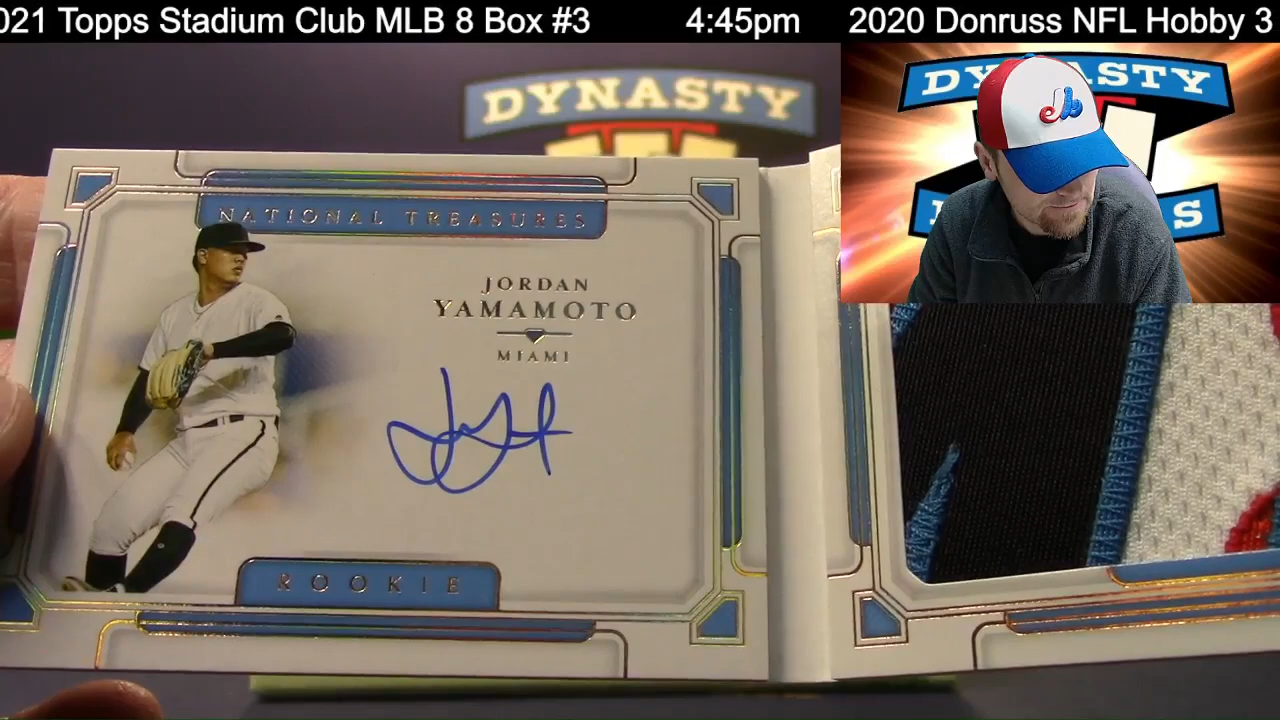 021 Topps Stadium Club MLB 8 Box #3 4:45pm 2020 Donruss NFL Hobby 3
DYNASTY
DYNASTY
S
NATIONAL TREASURES
JORDAN
YAMAMOTO
MIAMI
ROOKIE